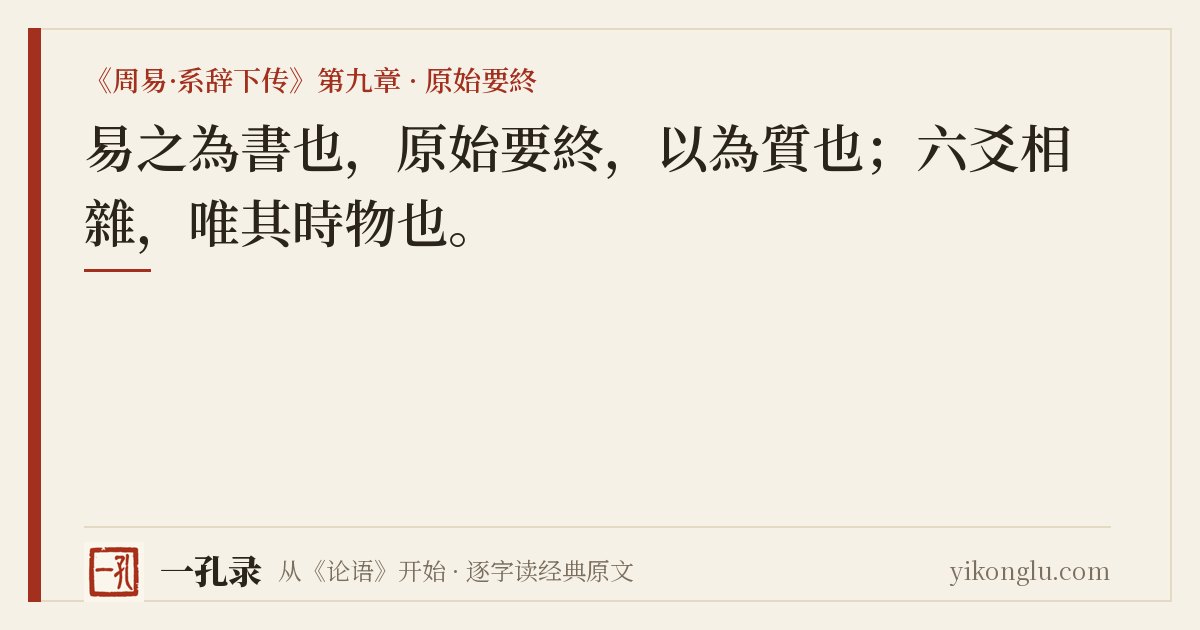 《周易·系辞下传》第九章 · 原始要終
易之為書也，原始要終，以為質也；六爻相
雜，唯其時物也。
一孔
一孔录 从《论语》开始 · 逐字读经典原文 yikonglu.com